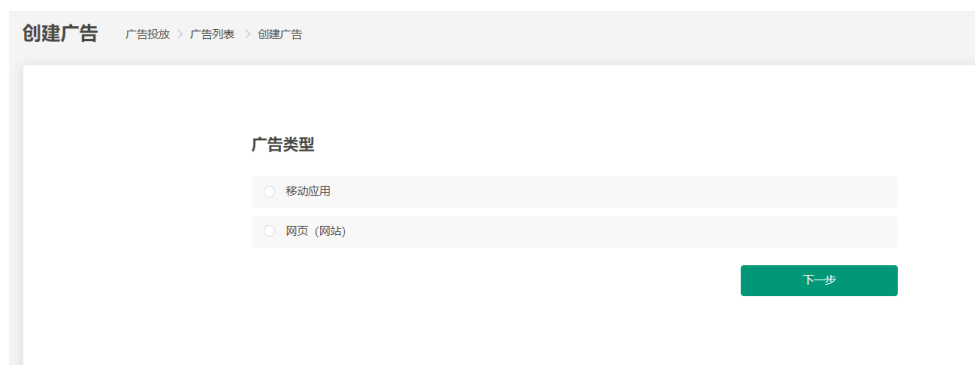 创建广告 广告投放 > 广告列表 > 创建广告
广告类型
移动应用
网页 (网站)
下一步